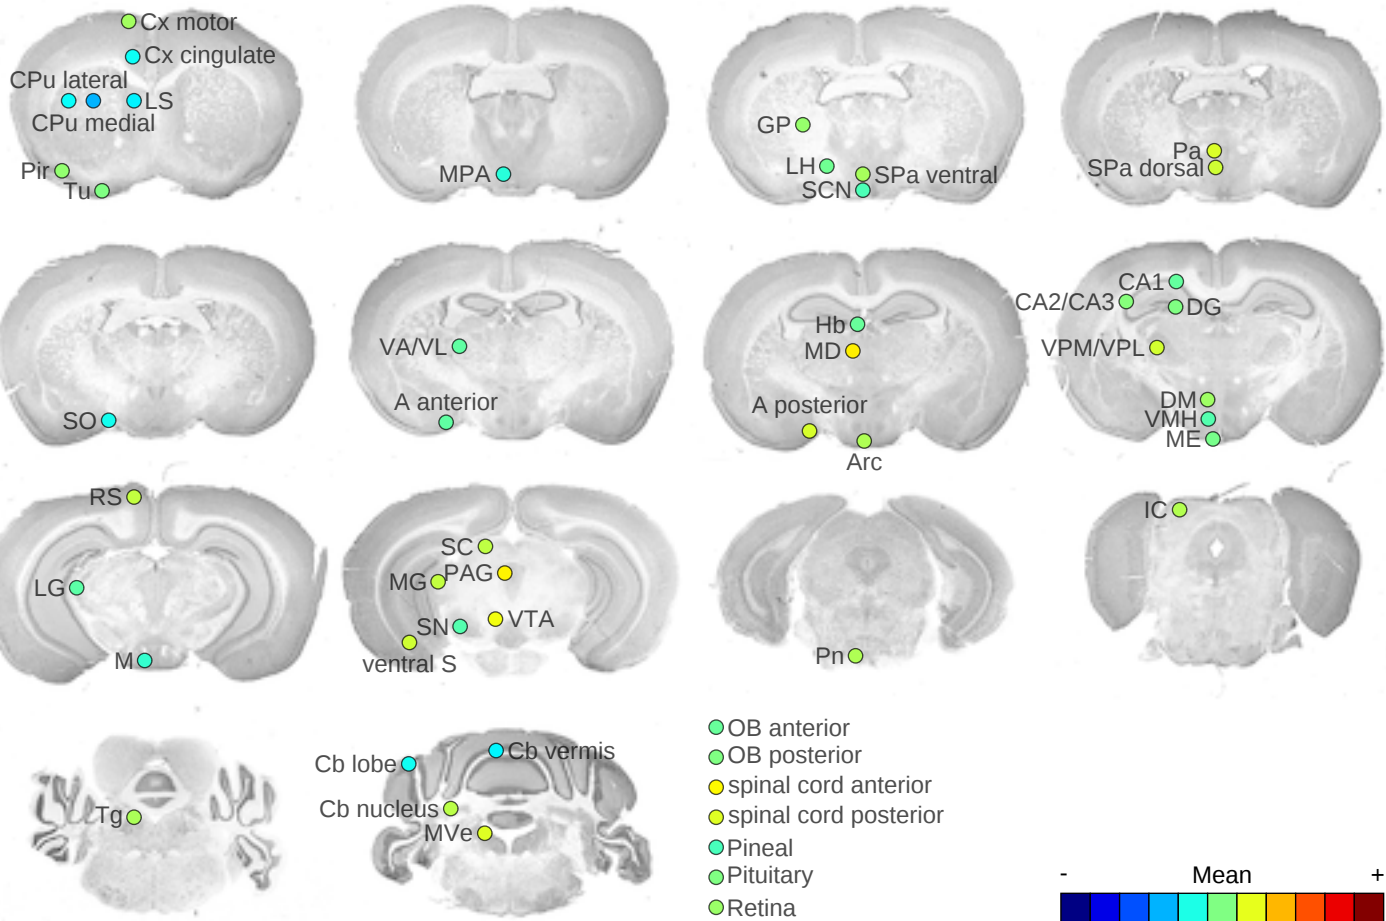 Cx motor
Cx cingulate
CPu lateral
LS
CPu medial
Pir
Tu
MPA
GP
LH
SPa ventral
SCN
Pa
SPa dorsal
SO
VA/VL
A anterior
Hb
MD
A posterior
Arc
CA1
CA2/CA3
DG
VPM/VPL
DM
VMH
ME
RS
LG
M
SC
MG
PAG
SN
VTA
ventral S
Pn
IC
Tg
Cb lobe
Cb vermis
Cb nucleus
MVe
OB anterior
OB posterior
spinal cord anterior
spinal cord posterior
Pineal
Pituitary
Retina
- Mean +